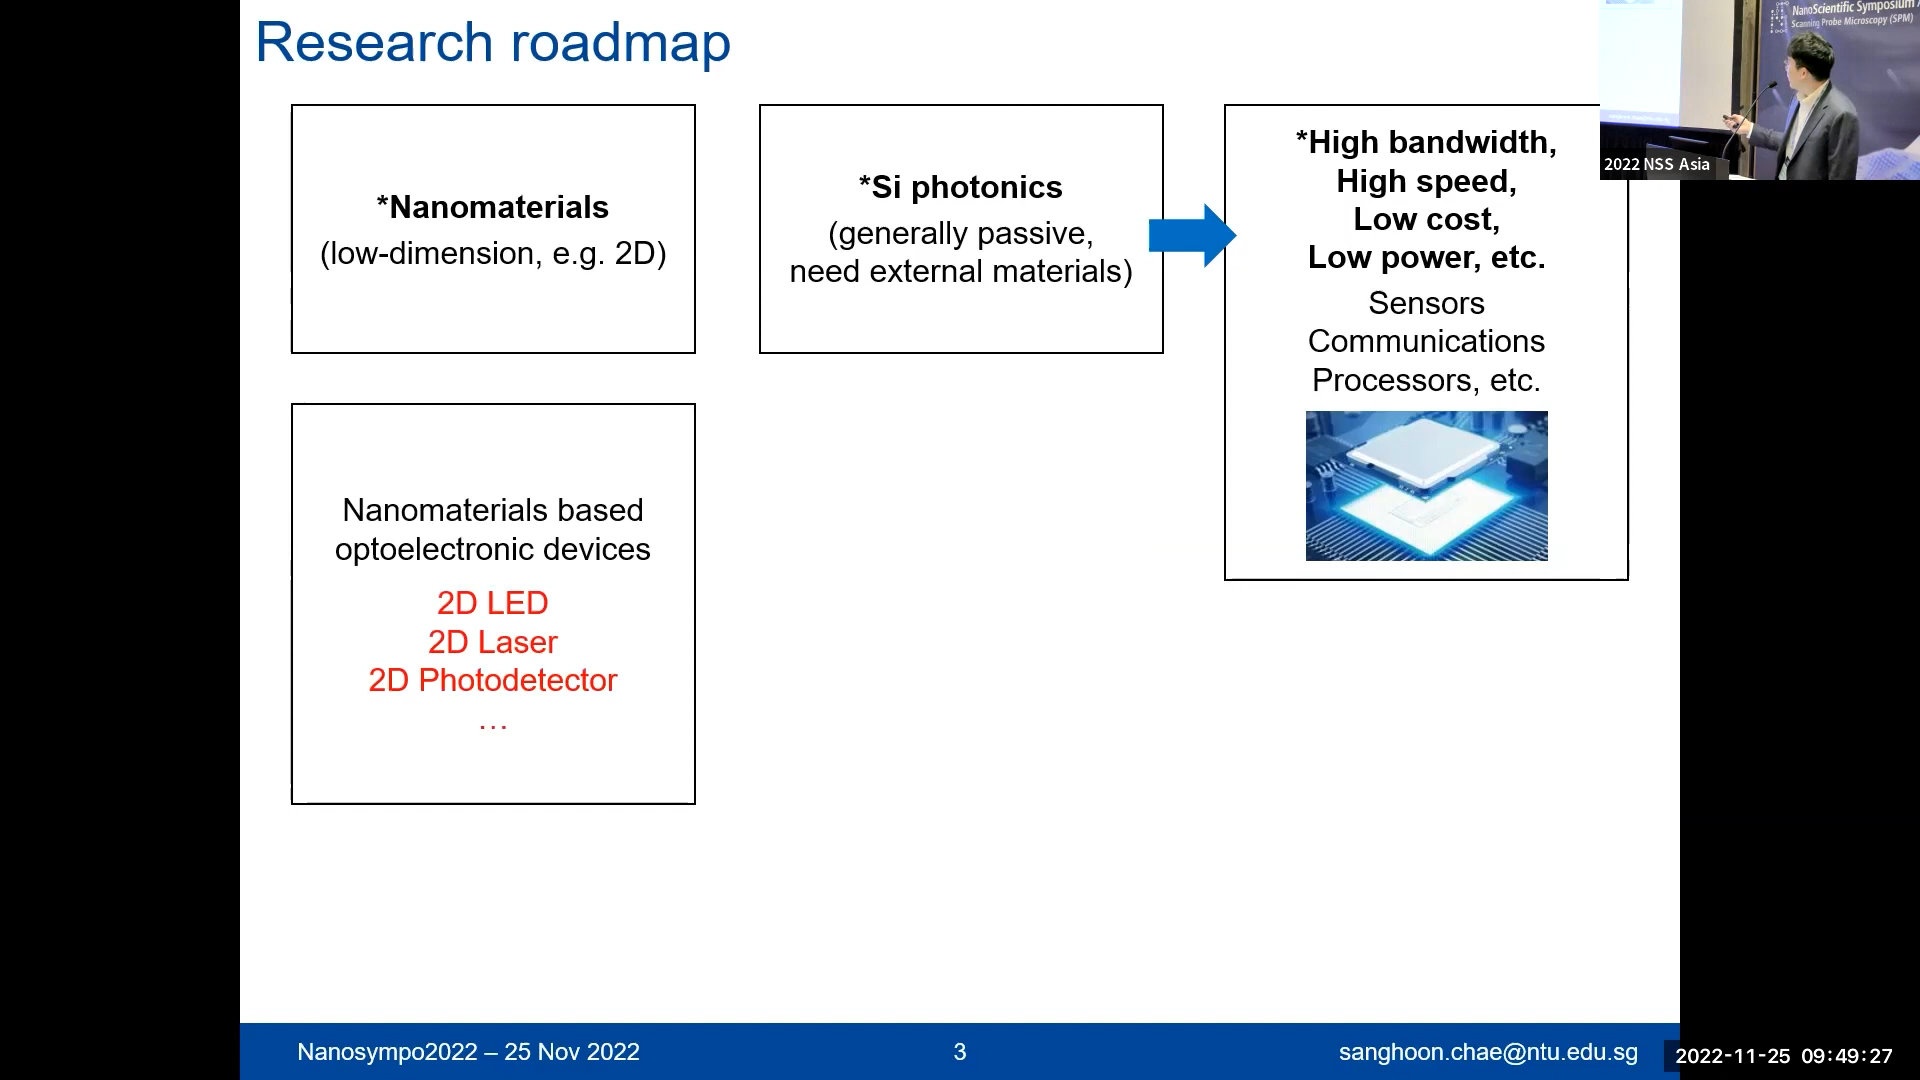 Research roadmap
*Nanomaterials
(low-dimension, e.g. 2D)
*Si photonics
(generally passive,
need external materials)
*High bandwidth,
High speed,
Low cost,
Low power, etc.
Sensors
Communications
Processors, etc.
Nanomaterials based
optoelectronic devices
2D LED
2D Laser
2D Photodetector
…
NanoScientific Symposium
Scanning Probe Microscopy (SPM)
2022 NSS Asia
Nanosympo2022 – 25 Nov 2022
3
sanghoon.chae@ntu.edu.sg
2022-11-25 09:49:27